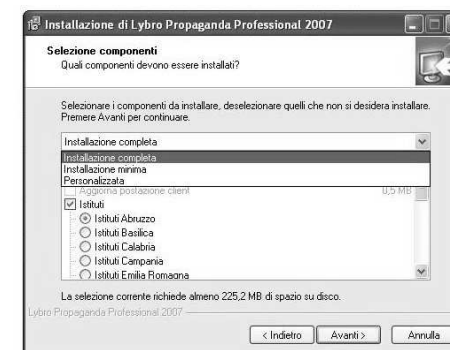 Installazione di Lybro Propaganda Professional 2007
Selezione componenti
Quali componenti devono essere installati?
Selezionare i componenti da installare, deselezionare quelli che non si desidera installare.
Premere Avanti per continuare.
Installazione completa
Installazione completa
Installazione minima
Personalizzata
Aggiorna postazione client 0,5 MB
Istituti
Istituti Abruzzo
Istituti Basilica
Istituti Calabria
Istituti Campania
Istituti Emilia Romagna
La selezione corrente richiede almeno 225,2 MB di spazio su disco.
Lybro Propaganda Professional 2007
< Indietro Avanti > Annulla